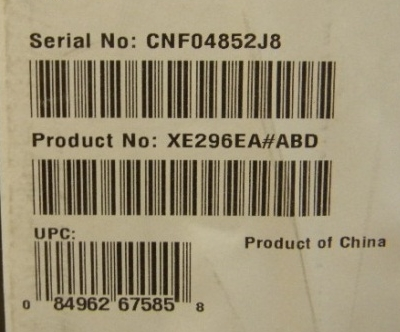 Serial No: CNF04852J8
Product No: XE296EA#ABD
UPC:
Product of China
0 84962 67585 8